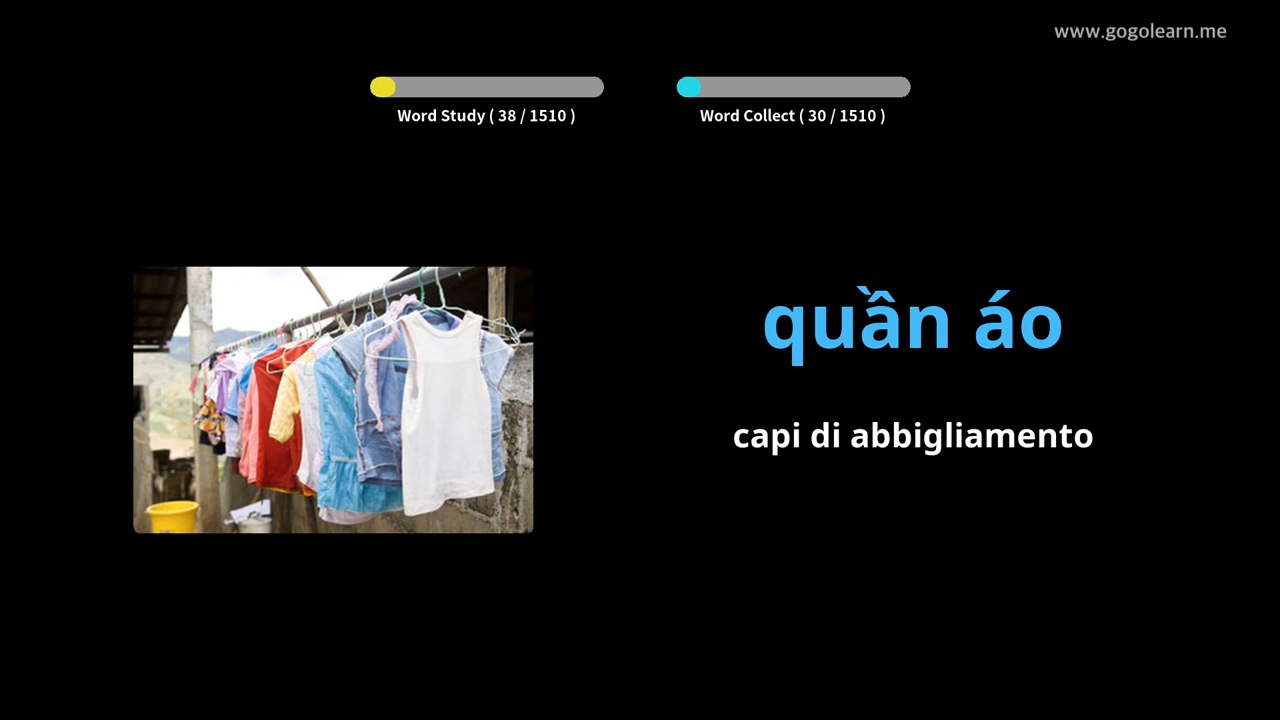 www.gogolearn.me
Word Study ( 38 / 1510 )
Word Collect ( 30 / 1510 )
quần áo
capi di abbigliamento